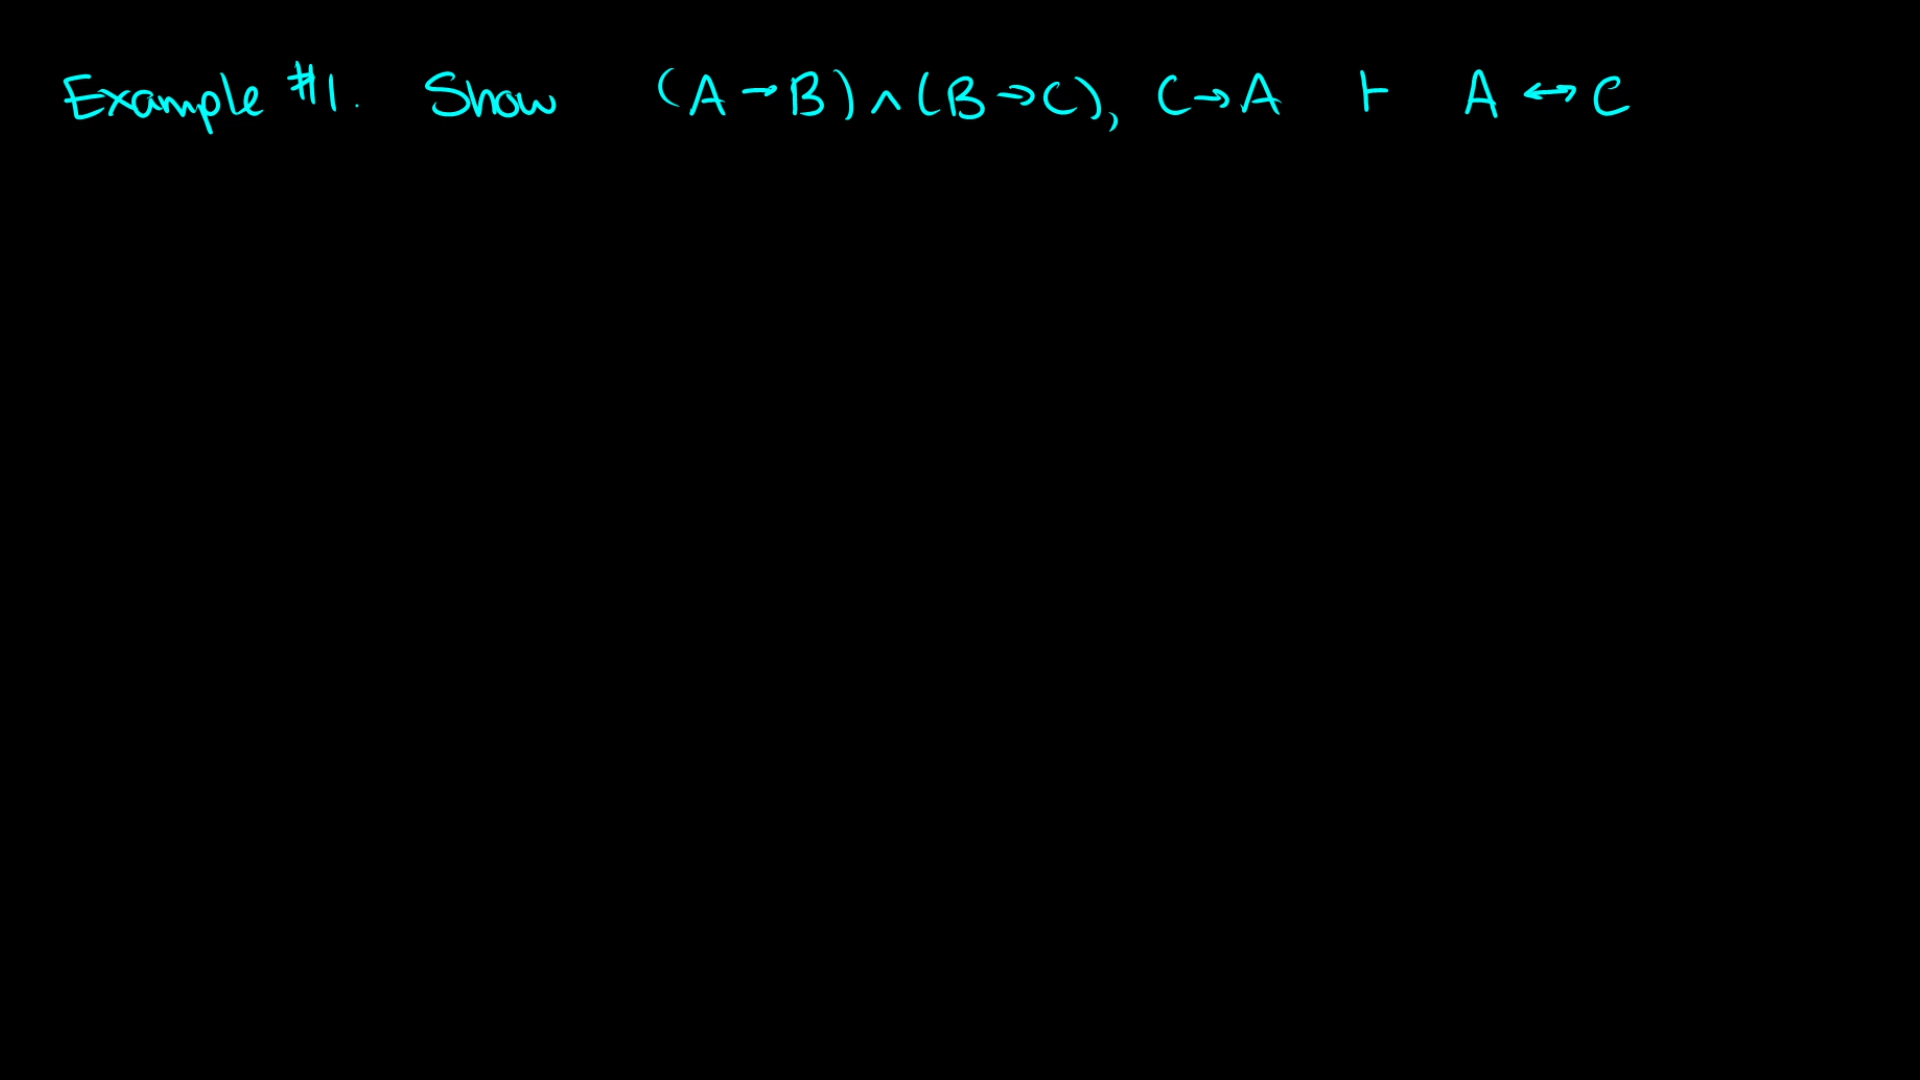 Example #1. Show (A→B)∧(B→C), C→A ⊢ A↔C